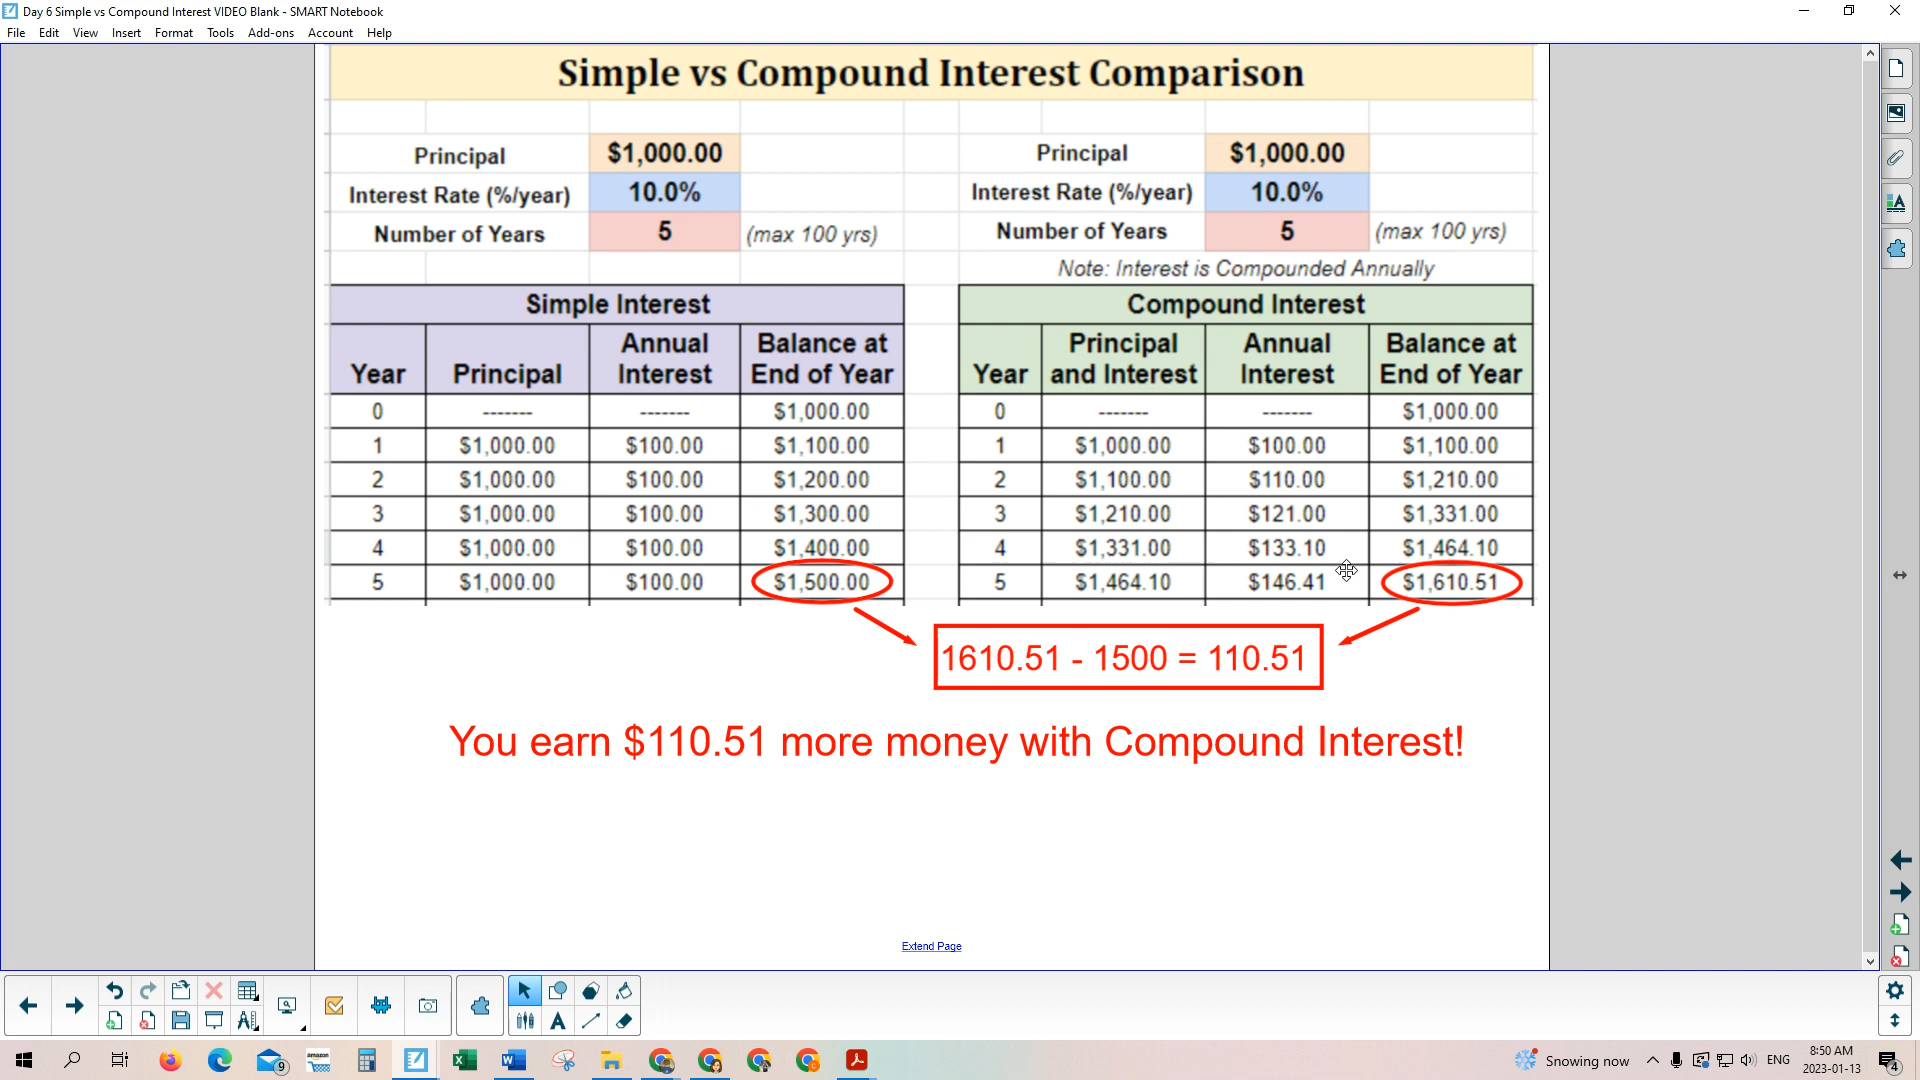 Day 6 Simple vs Compound Interest VIDEO Blank - SMART Notebook
File Edit View Insert Format Tools Add-ons Account Help
Simple vs Compound Interest Comparison
Principal $1,000.00 Principal $1,000.00
Interest Rate (%/year) 10.0% Interest Rate (%/year) 10.0%
Number of Years 5 (max 100 yrs) Number of Years 5 (max 100 yrs)
Note: Interest is Compounded Annually
Simple Interest Compound Interest
Annual Balance at Principal Annual Balance at
Year Principal Interest End of Year Year and Interest Interest End of Year
0 ------- ------- $1,000.00 0 ------- ------- $1,000.00
1 $1,000.00 $100.00 $1,100.00 1 $1,000.00 $100.00 $1,100.00
2 $1,000.00 $100.00 $1,200.00 2 $1,100.00 $110.00 $1,210.00
3 $1,000.00 $100.00 $1,300.00 3 $1,210.00 $121.00 $1,331.00
4 $1,000.00 $100.00 $1,400.00 4 $1,331.00 $133.10 $1,464.10
5 $1,000.00 $100.00 $1,500.00 5 $1,464.10 $146.41 $1,610.51
1610.51 - 1500 = 110.51
You earn $110.51 more money with Compound Interest!
Extend Page
amazon
9
Snowing now
ENG
8:50 AM
2023-01-13
4